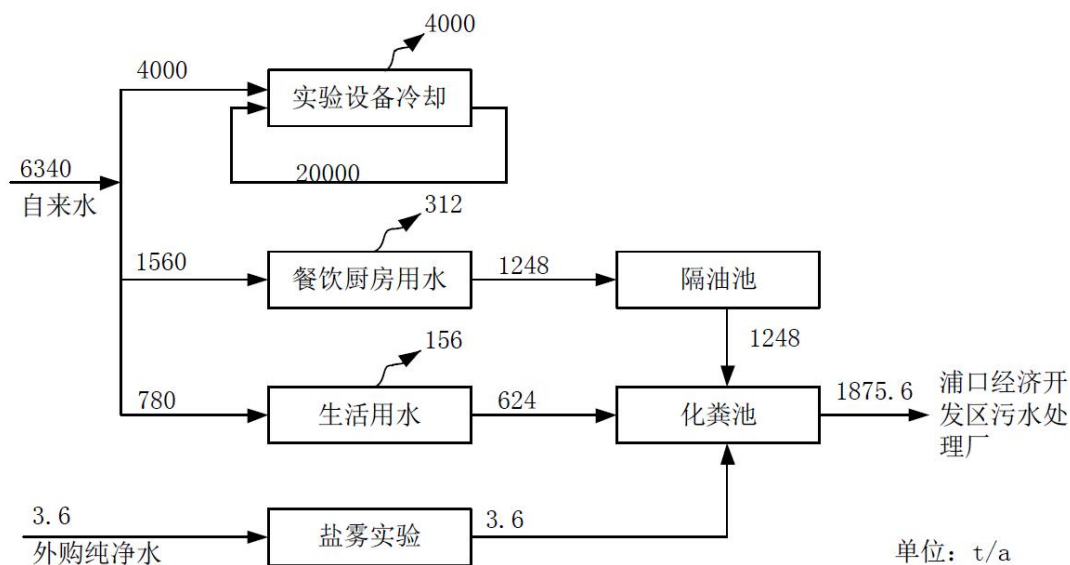 4000
4000
实验设备冷却
20000
6340
自来水
312
1560
餐饮厨房用水
1248
隔油池
1248
156
780
生活用水
624
化粪池
1875.6
浦口经济开
发区污水处
理厂
3.6
外购纯净水
盐雾实验
3.6
单位：t/a